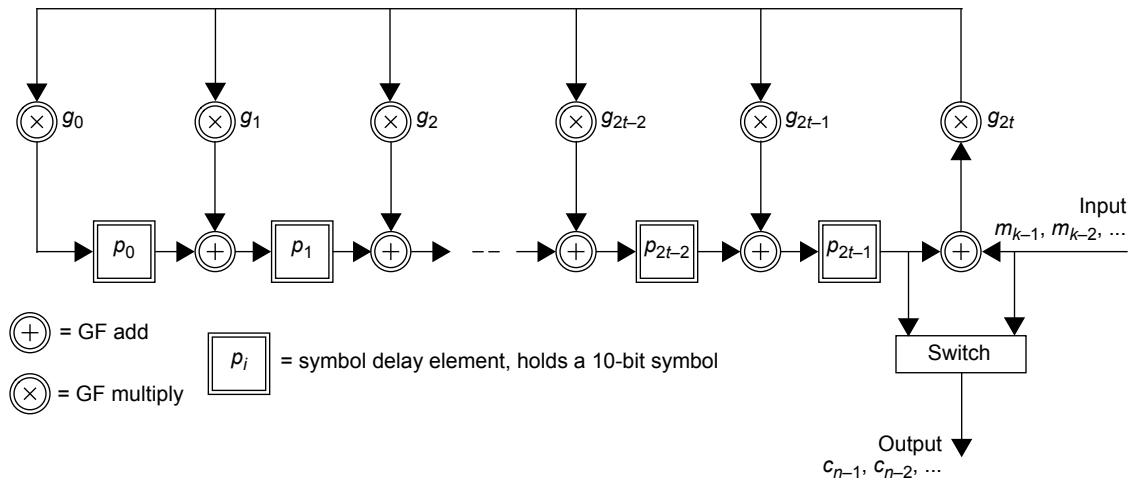 g0 g1 g2 g2t–2 g2t–1 g2t
Input
mk–1, mk–2, ...
p0 p1 – – p2t–2 p2t–1
= GF add
= GF multiply
pi = symbol delay element, holds a 10-bit symbol
Switch
Output
cn–1, cn–2, ...